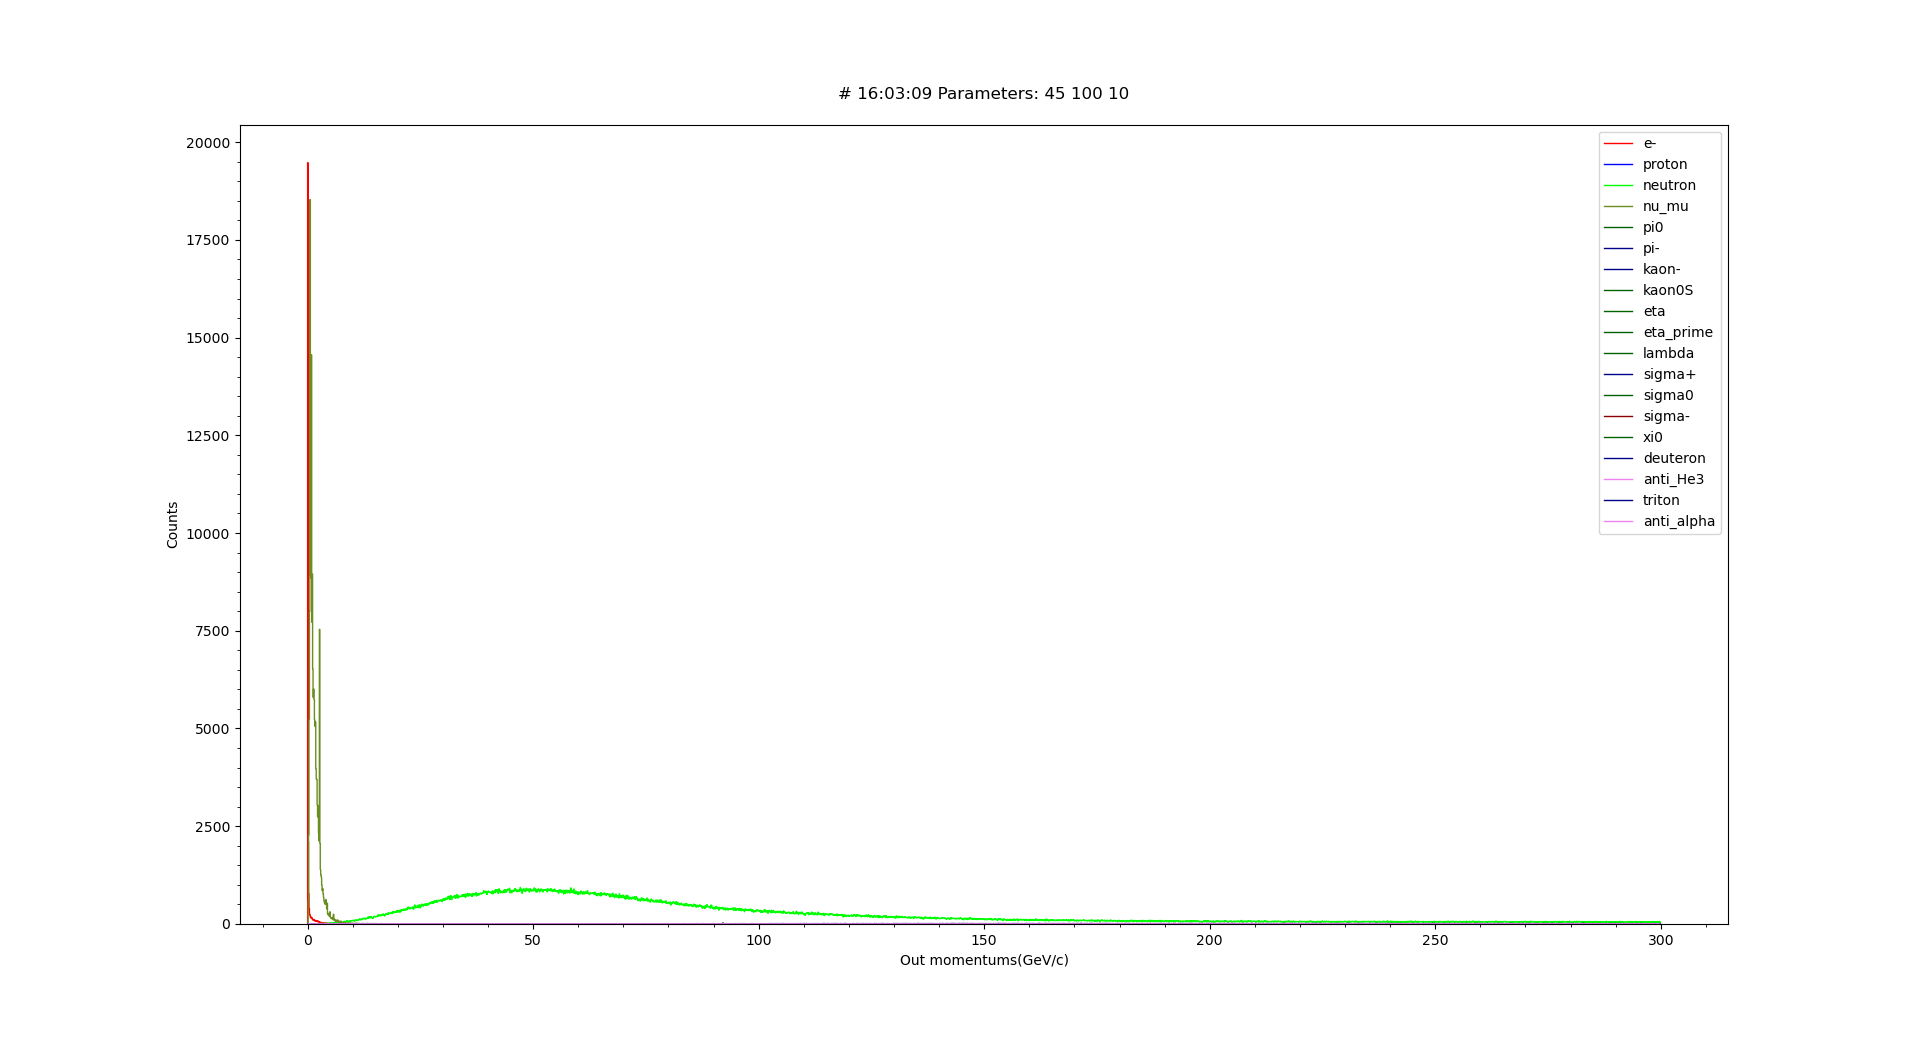 # 16:03:09 Parameters: 45 100 10
20000
17500
15000
12500
10000
7500
5000
2500
0
Counts
e-
proton
neutron
nu_mu
pi0
pi-
kaon-
kaon0S
eta
eta_prime
lambda
sigma+
sigma0
sigma-
xi0
deuteron
anti_He3
triton
anti_alpha
0 50 100 150 200 250 300
Out momentums(GeV/c)